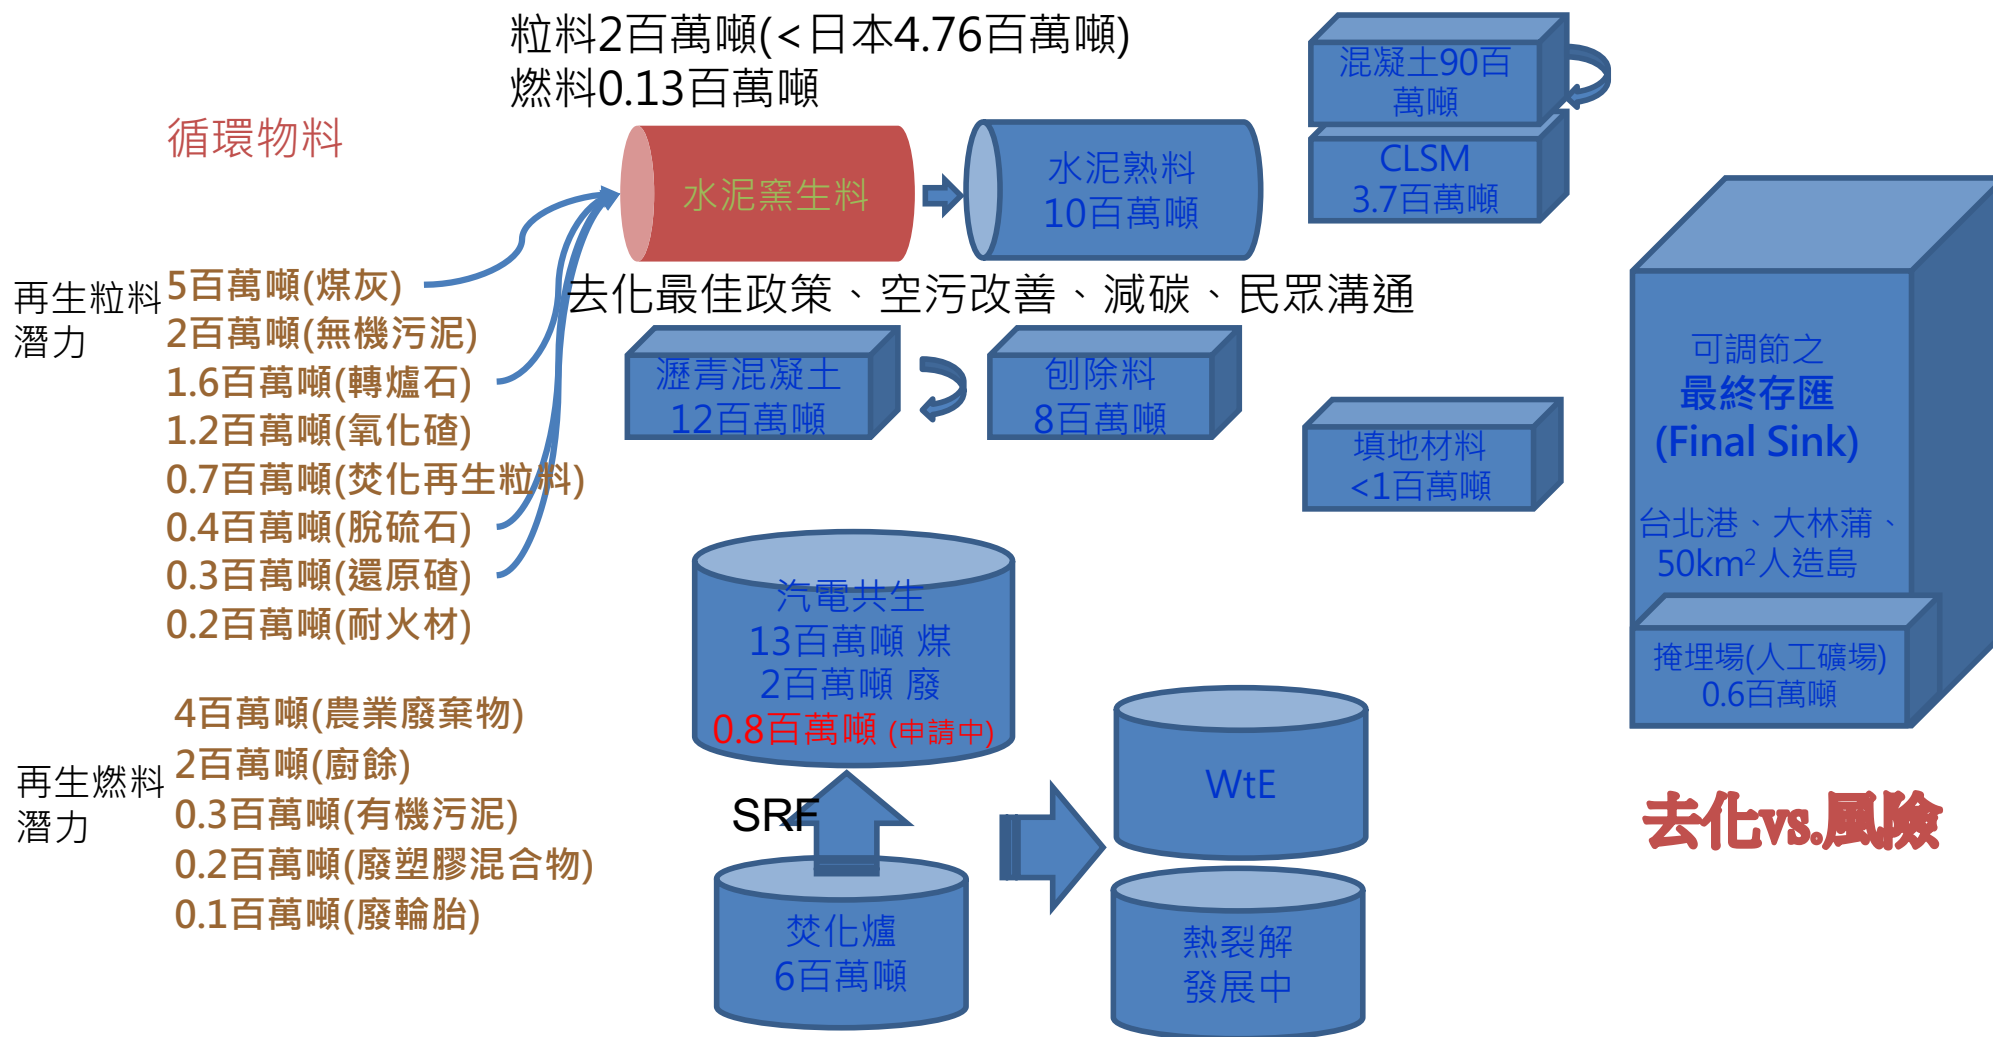 粒料2百萬噸(<日本4.76百萬噸)
燃料0.13百萬噸
循環物料
水泥窯生料
水泥熟料
10百萬噸
混凝土90百
萬噸
CLSM
3.7百萬噸
去化最佳政策、空污改善、減碳、民眾溝通
再生粒料
潛力
5百萬噸(煤灰)
2百萬噸(無機污泥)
1.6百萬噸(轉爐石)
1.2百萬噸(氧化碴)
0.7百萬噸(焚化再生粒料)
0.4百萬噸(脫硫石)
0.3百萬噸(還原碴)
0.2百萬噸(耐火材)
瀝青混凝土
12百萬噸
刨除料
8百萬噸
填地材料
<1百萬噸
可調節之
最終存匯
(Final Sink)
台北港、大林蒲、
50km²人造島
掩埋場(人工礦場)
0.6百萬噸
再生燃料
潛力
4百萬噸(農業廢棄物)
2百萬噸(廚餘)
0.3百萬噸(有機污泥)
0.2百萬噸(廢塑膠混合物)
0.1百萬噸(廢輪胎)
汽電共生
13百萬噸 煤
2百萬噸 廢
0.8百萬噸 (申請中)
SRF
焚化爐
6百萬噸
WtE
熱裂解
發展中
去化vs.風險